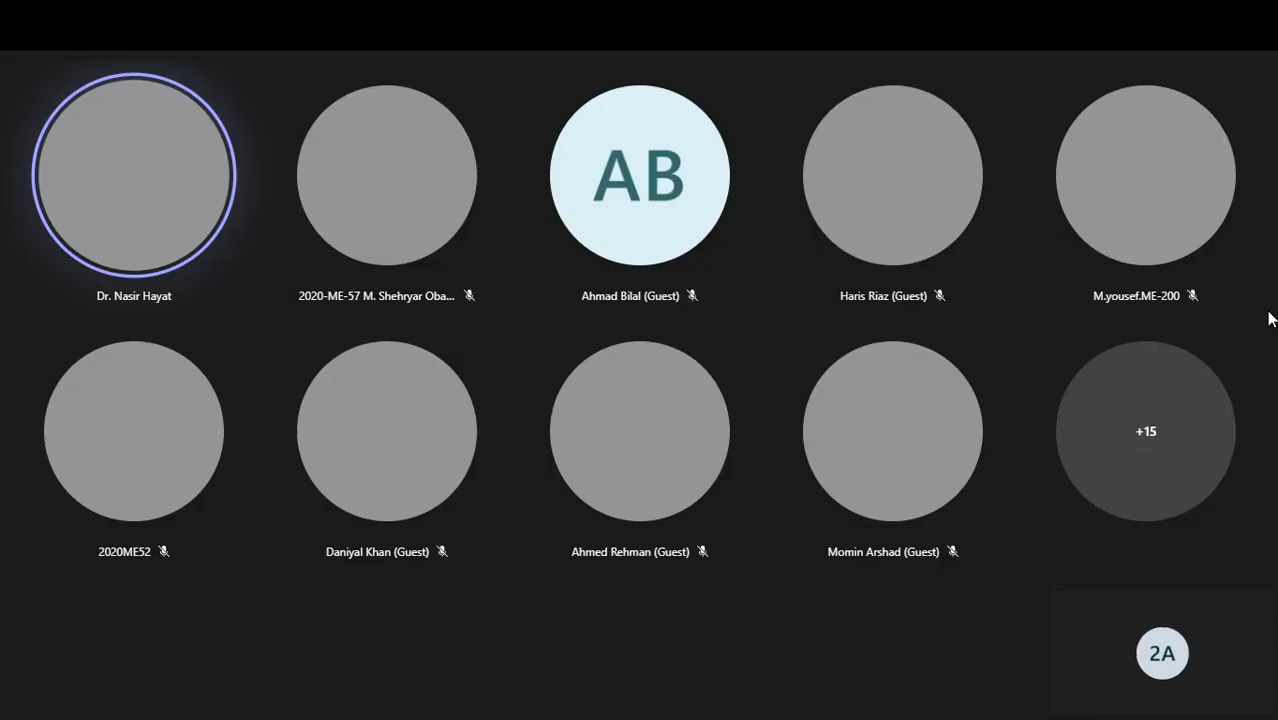 AB
Dr. Nasir Hayat
2020-ME-57 M. Shehryar Oba...
Ahmad Bilal (Guest)
Haris Riaz (Guest)
M.yousef.ME-200
+15
2020ME52
Daniyal Khan (Guest)
Ahmed Rehman (Guest)
Momin Arshad (Guest)
2A